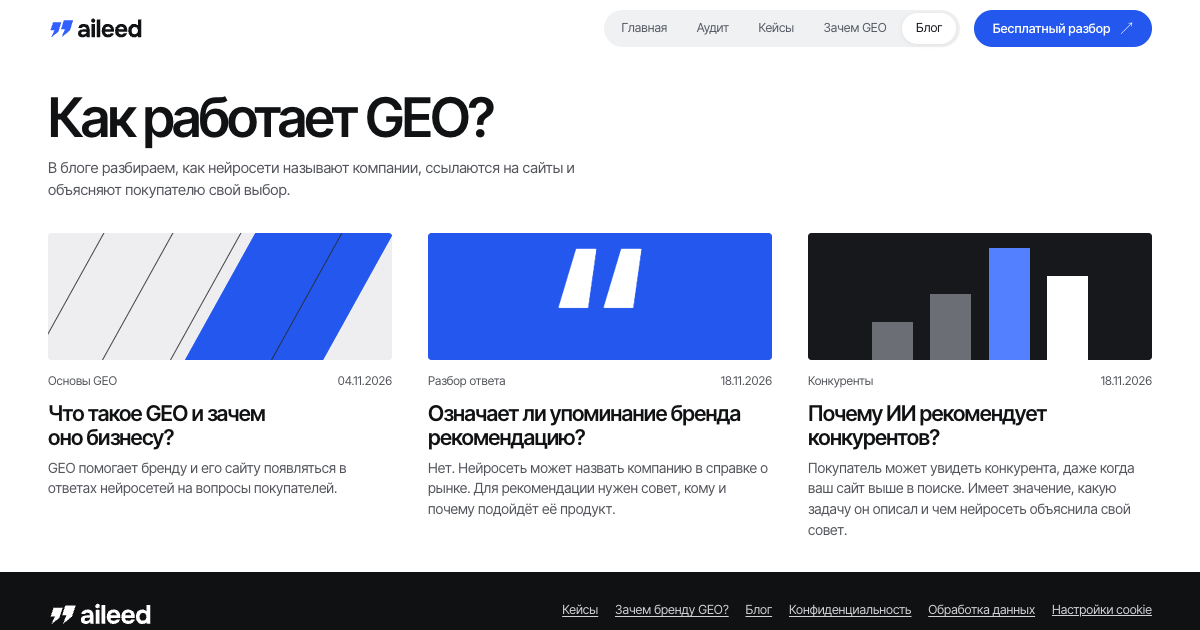 aileed
Главная
Аудит
Кейсы
Зачем GEO
Блог
Бесплатный разбор
Как работает GEO?
В блоге разбираем, как нейросети называют компании, ссылаются на сайты и
объясняют покупателю свой выбор.
Основы GEO
04.11.2026
Что такое GEO и зачем
оно бизнесу?
GEO помогает бренду и его сайту появляться в
ответах нейросетей на вопросы покупателей.
Разбор ответа
18.11.2026
Означает ли упоминание бренда
рекомендацию?
Нет. Нейросеть может назвать компанию в справке о
рынке. Для рекомендации нужен совет, кому и
почему подойдёт её продукт.
Конкуренты
18.11.2026
Почему ИИ рекомендует
конкурентов?
Покупатель может увидеть конкурента, даже когда
ваш сайт выше в поиске. Имеет значение, какую
задачу он описал и чем нейросеть объяснила свой
совет.
aileed
Кейсы
Зачем бренду GEO?
Блог
Конфиденциальность
Обработка данных
Настройки cookie